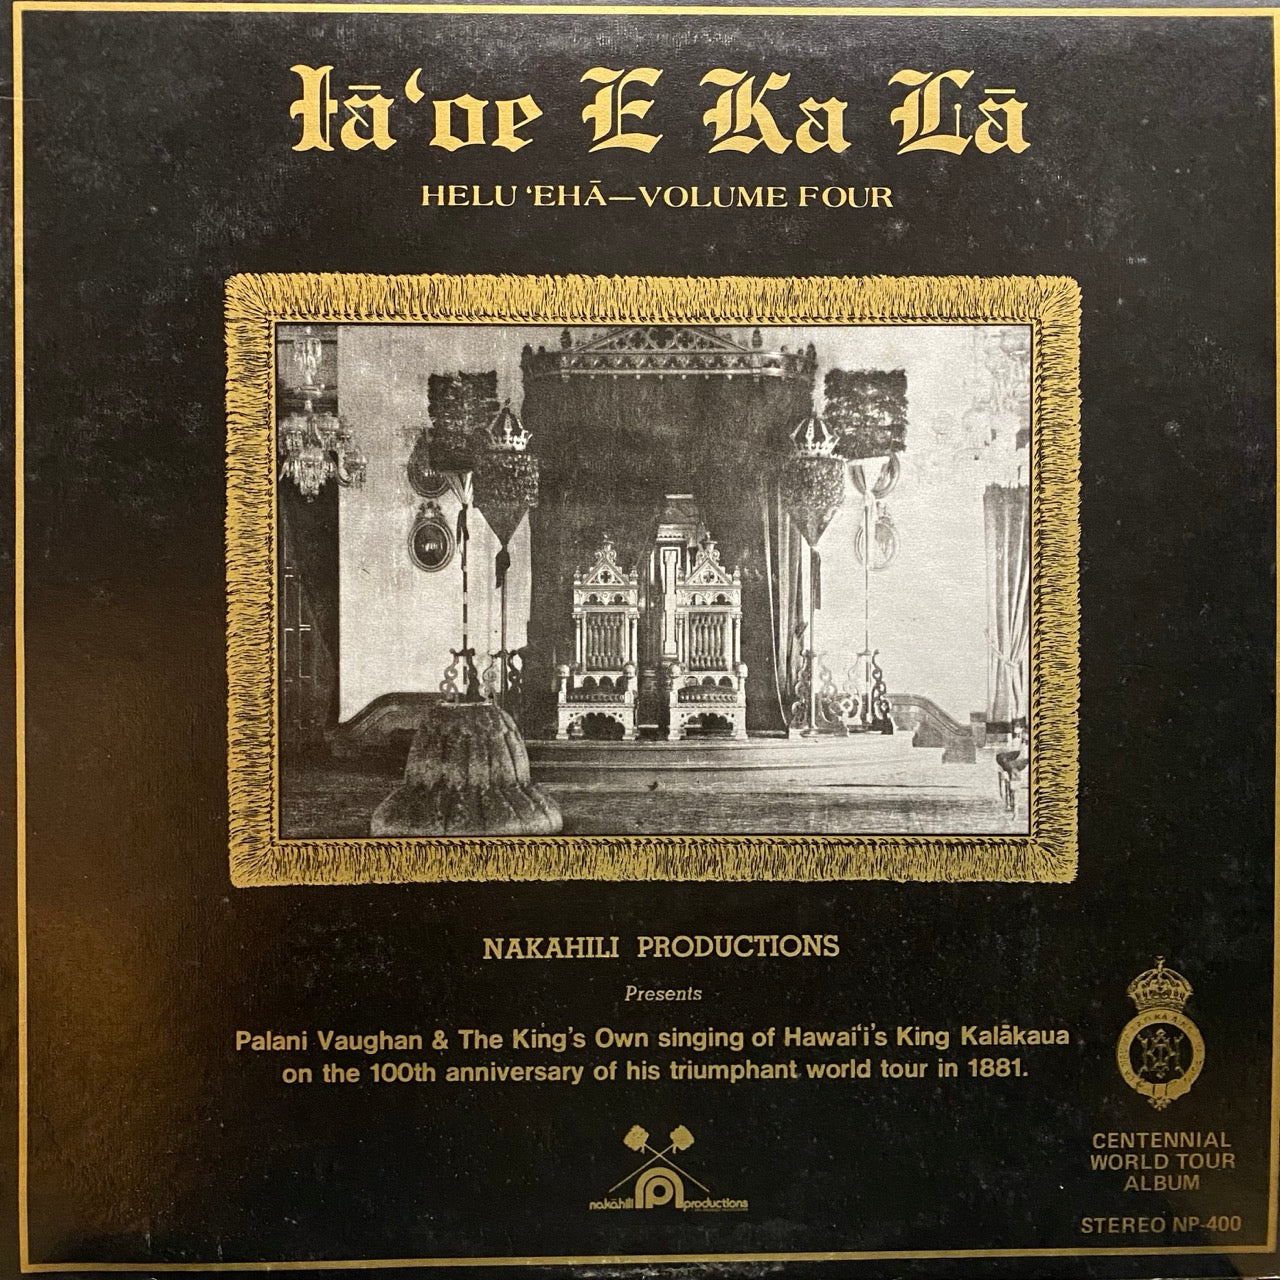 Iā‘oe E Ka Lā
HELU ‘EHĀ—VOLUME FOUR
NAKAHILI PRODUCTIONS
Presents
Palani Vaughan & The King's Own singing of Hawai‘i's King Kalākaua
on the 100th anniversary of his triumphant world tour in 1881.
nakahili productions
CENTENNIAL
WORLD TOUR
ALBUM
STEREO NP-400